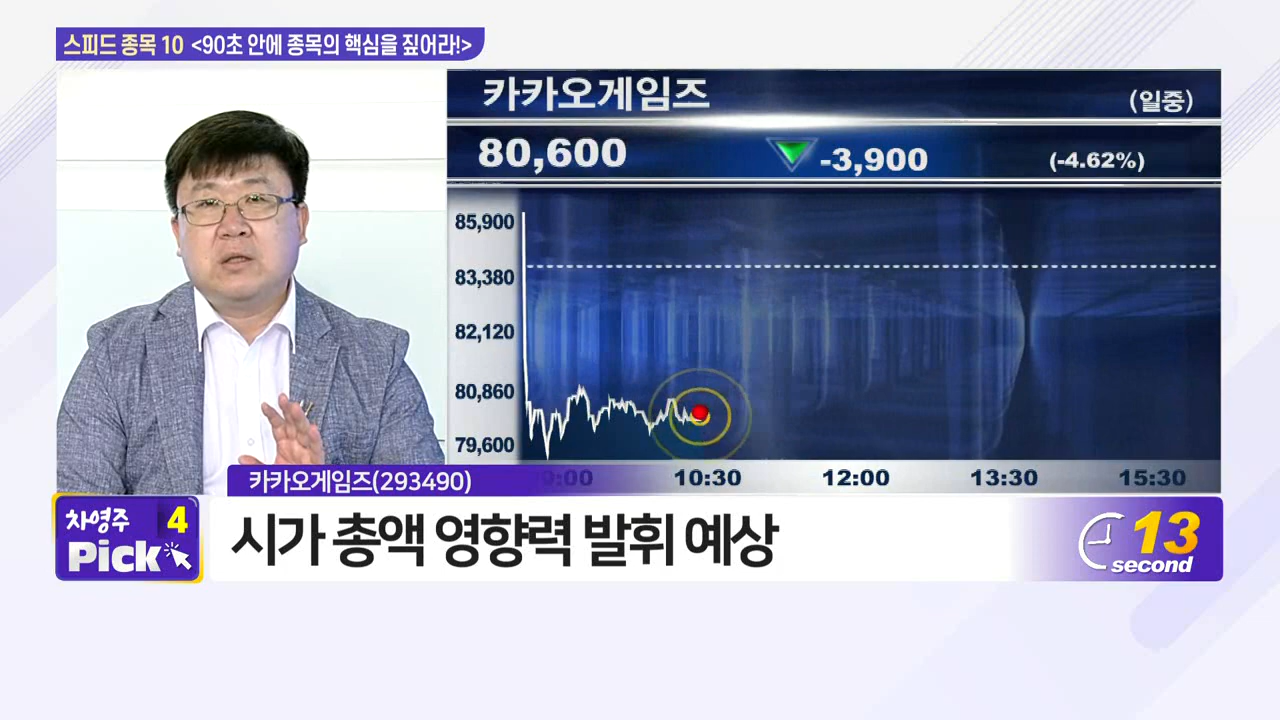 스피드 종목 10 <90초 안에 종목의 핵심을 짚어라!>
카카오게임즈 (일중)
80,600 -3,900 (-4.62%)
85,900
83,380
82,120
80,860
79,600
9:00 10:30 12:00 13:30 15:30
카카오게임즈(293490)
차영주 4
Pick
시가 총액 영향력 발휘 예상
13
second